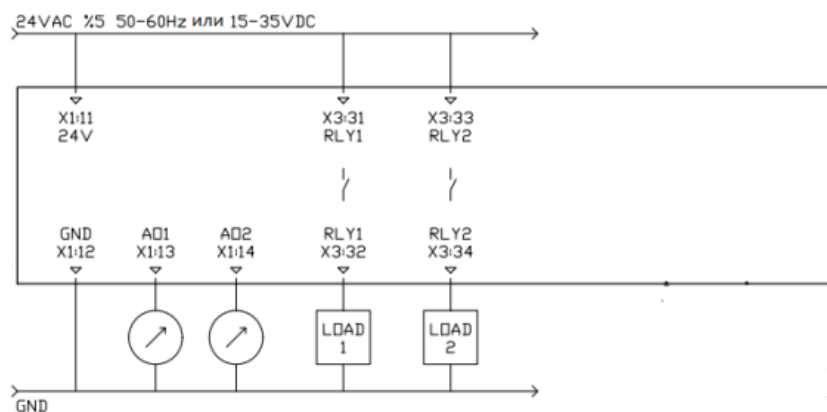 24VAC %5 50-60Hz или 15-35VDC
X1:11 X3:31 X3:33
24V RLY1 RLY2
GND AO1 AO2 RLY1 RLY2
X1:12 X1:13 X1:14 X3:32 X3:34
LOAD LOAD
1 2
GND